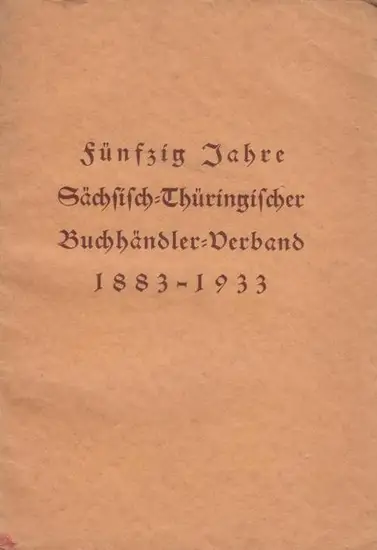 Fünfzig Jahre
Sächsisch-Thüringischer
Buchhändler-Verband
1883-1933